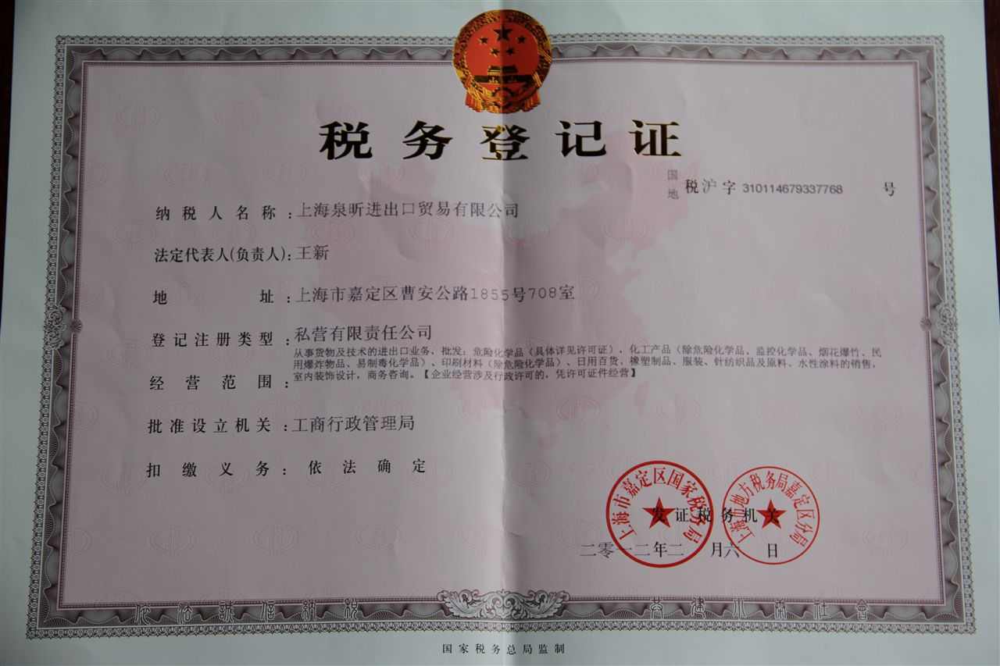 税务登记证
国地税沪字 310114679337768 号
纳税人名称：上海泉昕进出口贸易有限公司
法定代表人(负责人)：王新
地址：上海市嘉定区曹安公路1855号708室
登记注册类型：私营有限责任公司
经营范围：
从事货物及技术的进出口业务，批发：危险化学品（具体详见许可证），化工产品（除危险化学品、监控化学品、烟花爆竹、民
用爆炸物品、易制毒化学品）、印刷材料（除危险化学品）、日用百货、橡塑制品、服装、针纺织品及原料、水性涂料的销售，
室内装饰设计，商务咨询。【企业经营涉及行政许可的，凭许可证件经营】
批准设立机关：工商行政管理局
扣缴义务：依法确定
上海市嘉定区国家税务局
上海市地方税务局嘉定区分局
发证税务机关
二零一二年二月六日
依法誠信納税
共建小康社會
国家税务总局监制